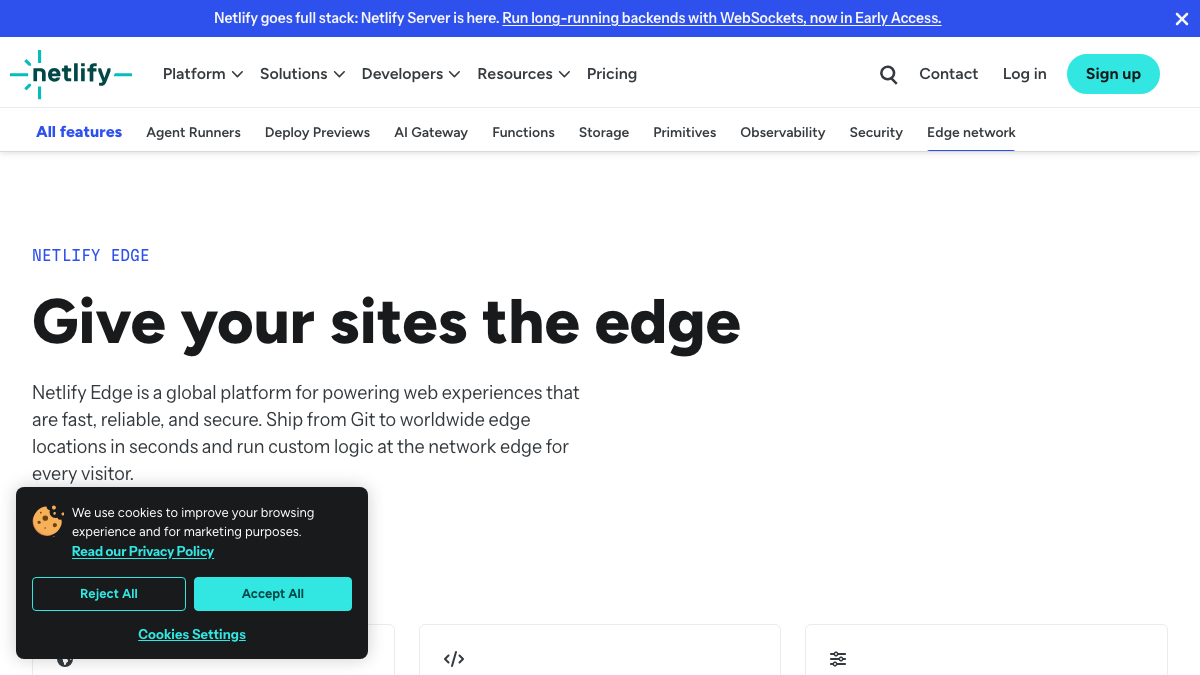 Netlify goes full stack: Netlify Server is here. Run long-running backends with WebSockets, now in Early Access.
netlify
Platform
Solutions
Developers
Resources
Pricing
Contact
Log in
Sign up
All features
Agent Runners
Deploy Previews
AI Gateway
Functions
Storage
Primitives
Observability
Security
Edge network
NETLIFY EDGE
Give your sites the edge
Netlify Edge is a global platform for powering web experiences that
are fast, reliable, and secure. Ship from Git to worldwide edge
locations in seconds and run custom logic at the network edge for
every visitor.
We use cookies to improve your browsing
experience and for marketing purposes.
Read our Privacy Policy
Reject All
Accept All
Cookies Settings